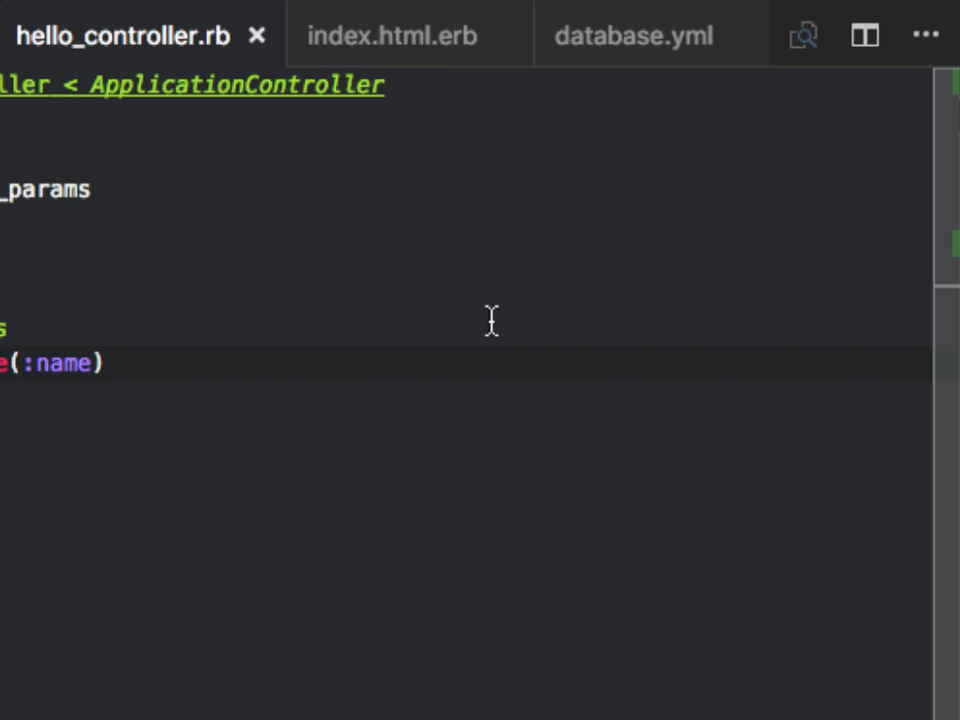 hello_controller.rb index.html.erb database.yml
ller < ApplicationController
_params
s
e(:name)